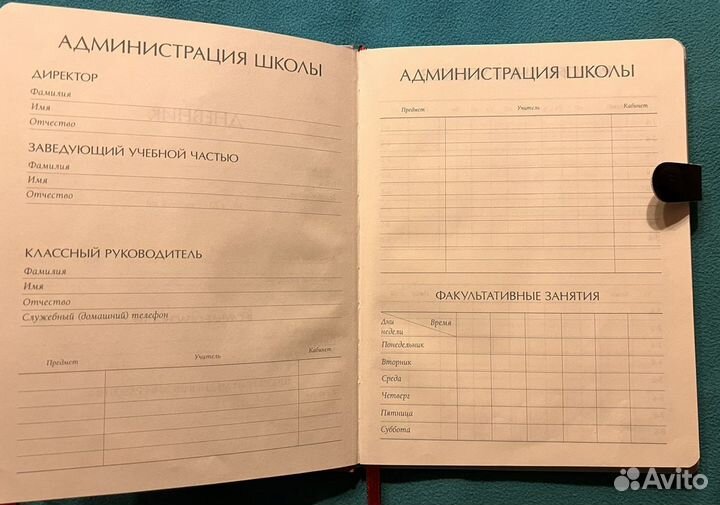 АДМИНИСТРАЦИЯ ШКОЛЫ
ДИРЕКТОР
Фамилия
Имя
Отчество
ЗАВЕДУЮЩИЙ УЧЕБНОЙ ЧАСТЬЮ
Фамилия
Имя
Отчество
КЛАССНЫЙ РУКОВОДИТЕЛЬ
Фамилия
Имя
Отчество
Служебный (домашний) телефон
Предмет Учитель Кабинет
АДМИНИСТРАЦИЯ ШКОЛЫ
Предмет Учитель Кабинет
ФАКУЛЬТАТИВНЫЕ ЗАНЯТИЯ
Дни Время
недели
Понедельник
Вторник
Среда
Четверг
Пятница
Суббота
Avito